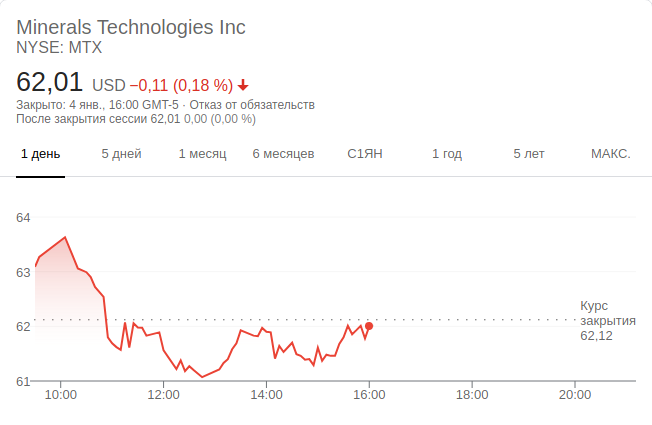 Minerals Technologies Inc
NYSE: MTX
62,01 USD −0,11 (0,18 %)
Закрыто: 4 янв., 16:00 GMT-5 · Отказ от обязательств
После закрытия сессии 62,01 0,00 (0,00 %)
1 день 5 дней 1 месяц 6 месяцев С1ЯН 1 год 5 лет МАКС.
64
63
62
61
Курс
закрытия
62,12
10:00 12:00 14:00 16:00 18:00 20:00